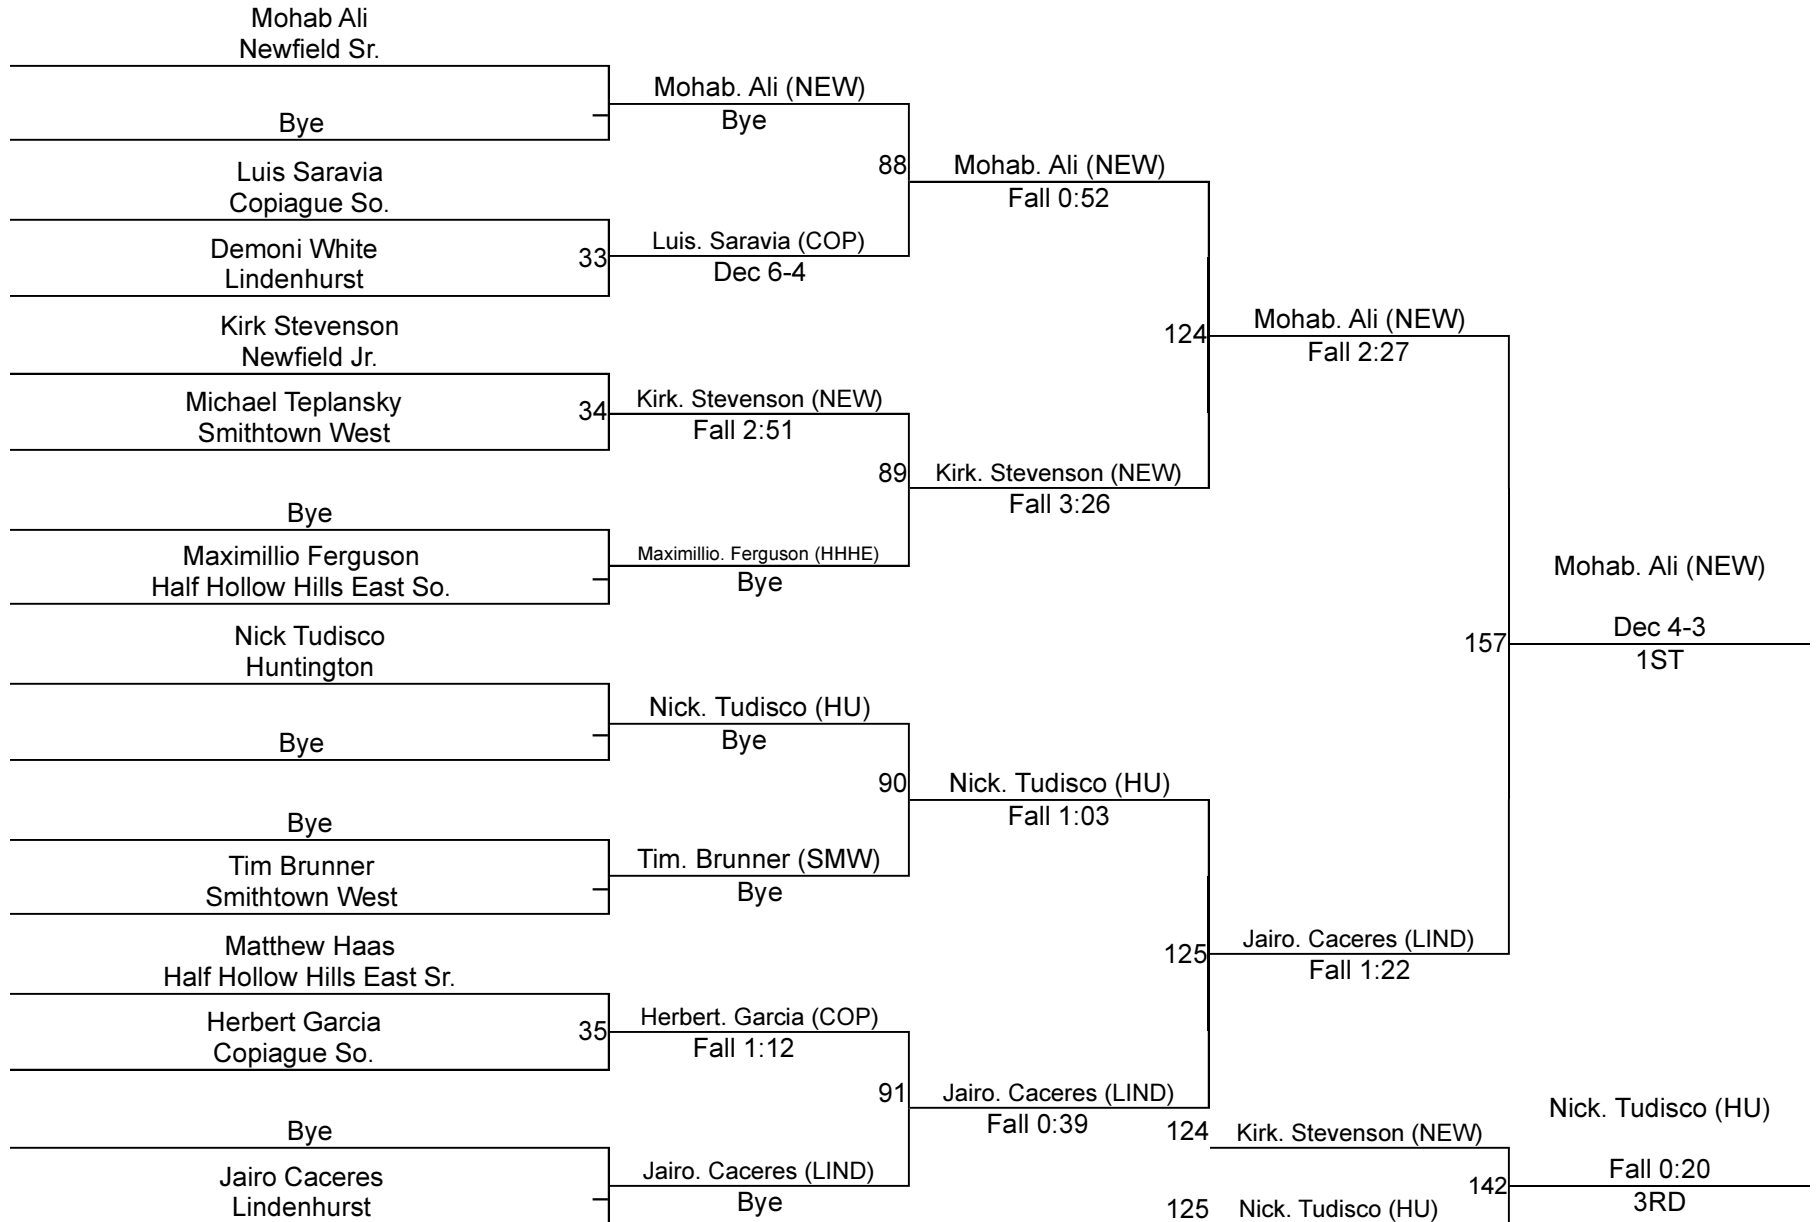 Mohab Ali
Newfield Sr.
Bye
Luis Saravia
Copiague So.
Demoni White
Lindenhurst
33
Kirk Stevenson
Newfield Jr.
Michael Teplansky
Smithtown West
34
Bye
Maximillio Ferguson
Half Hollow Hills East So.
Nick Tudisco
Huntington
Bye
Bye
Tim Brunner
Smithtown West
Matthew Haas
Half Hollow Hills East Sr.
Herbert Garcia
Copiague So.
35
Bye
Jairo Caceres
Lindenhurst
Mohab. Ali (NEW)
Bye
88
Luis. Saravia (COP)
Dec 6-4
Kirk. Stevenson (NEW)
Fall 2:51
89
Maximillio. Ferguson (HHHE)
Bye
Nick. Tudisco (HU)
Bye
90
Tim. Brunner (SMW)
Bye
Herbert. Garcia (COP)
Fall 1:12
91
Jairo. Caceres (LIND)
Bye
Mohab. Ali (NEW)
Fall 0:52
124
Kirk. Stevenson (NEW)
Fall 3:26
Nick. Tudisco (HU)
Fall 1:03
125
Jairo. Caceres (LIND)
Fall 0:39
Mohab. Ali (NEW)
Fall 2:27
157
Jairo. Caceres (LIND)
Fall 1:22
Mohab. Ali (NEW)
Dec 4-3
1ST
124 Kirk. Stevenson (NEW)
142
125 Nick. Tudisco (HU)
Nick. Tudisco (HU)
Fall 0:20
3RD